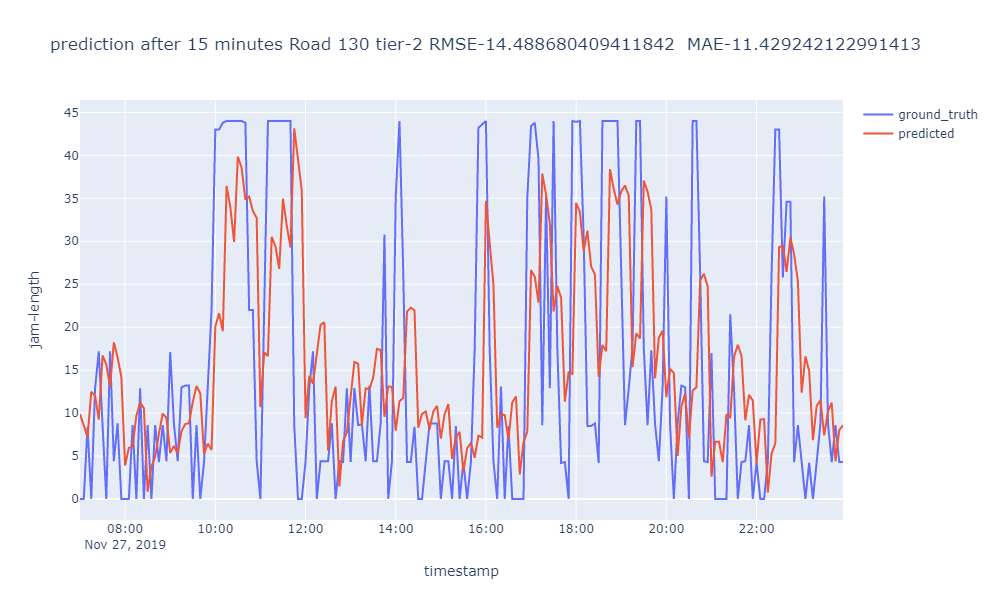 prediction after 15 minutes Road 130 tier-2 RMSE-14.488680409411842  MAE-11.429242122991413
ground_truth
predicted
45
40
35
30
25
20
15
10
5
0
jam-length
08:00 10:00 12:00 14:00 16:00 18:00 20:00 22:00
Nov 27, 2019
timestamp